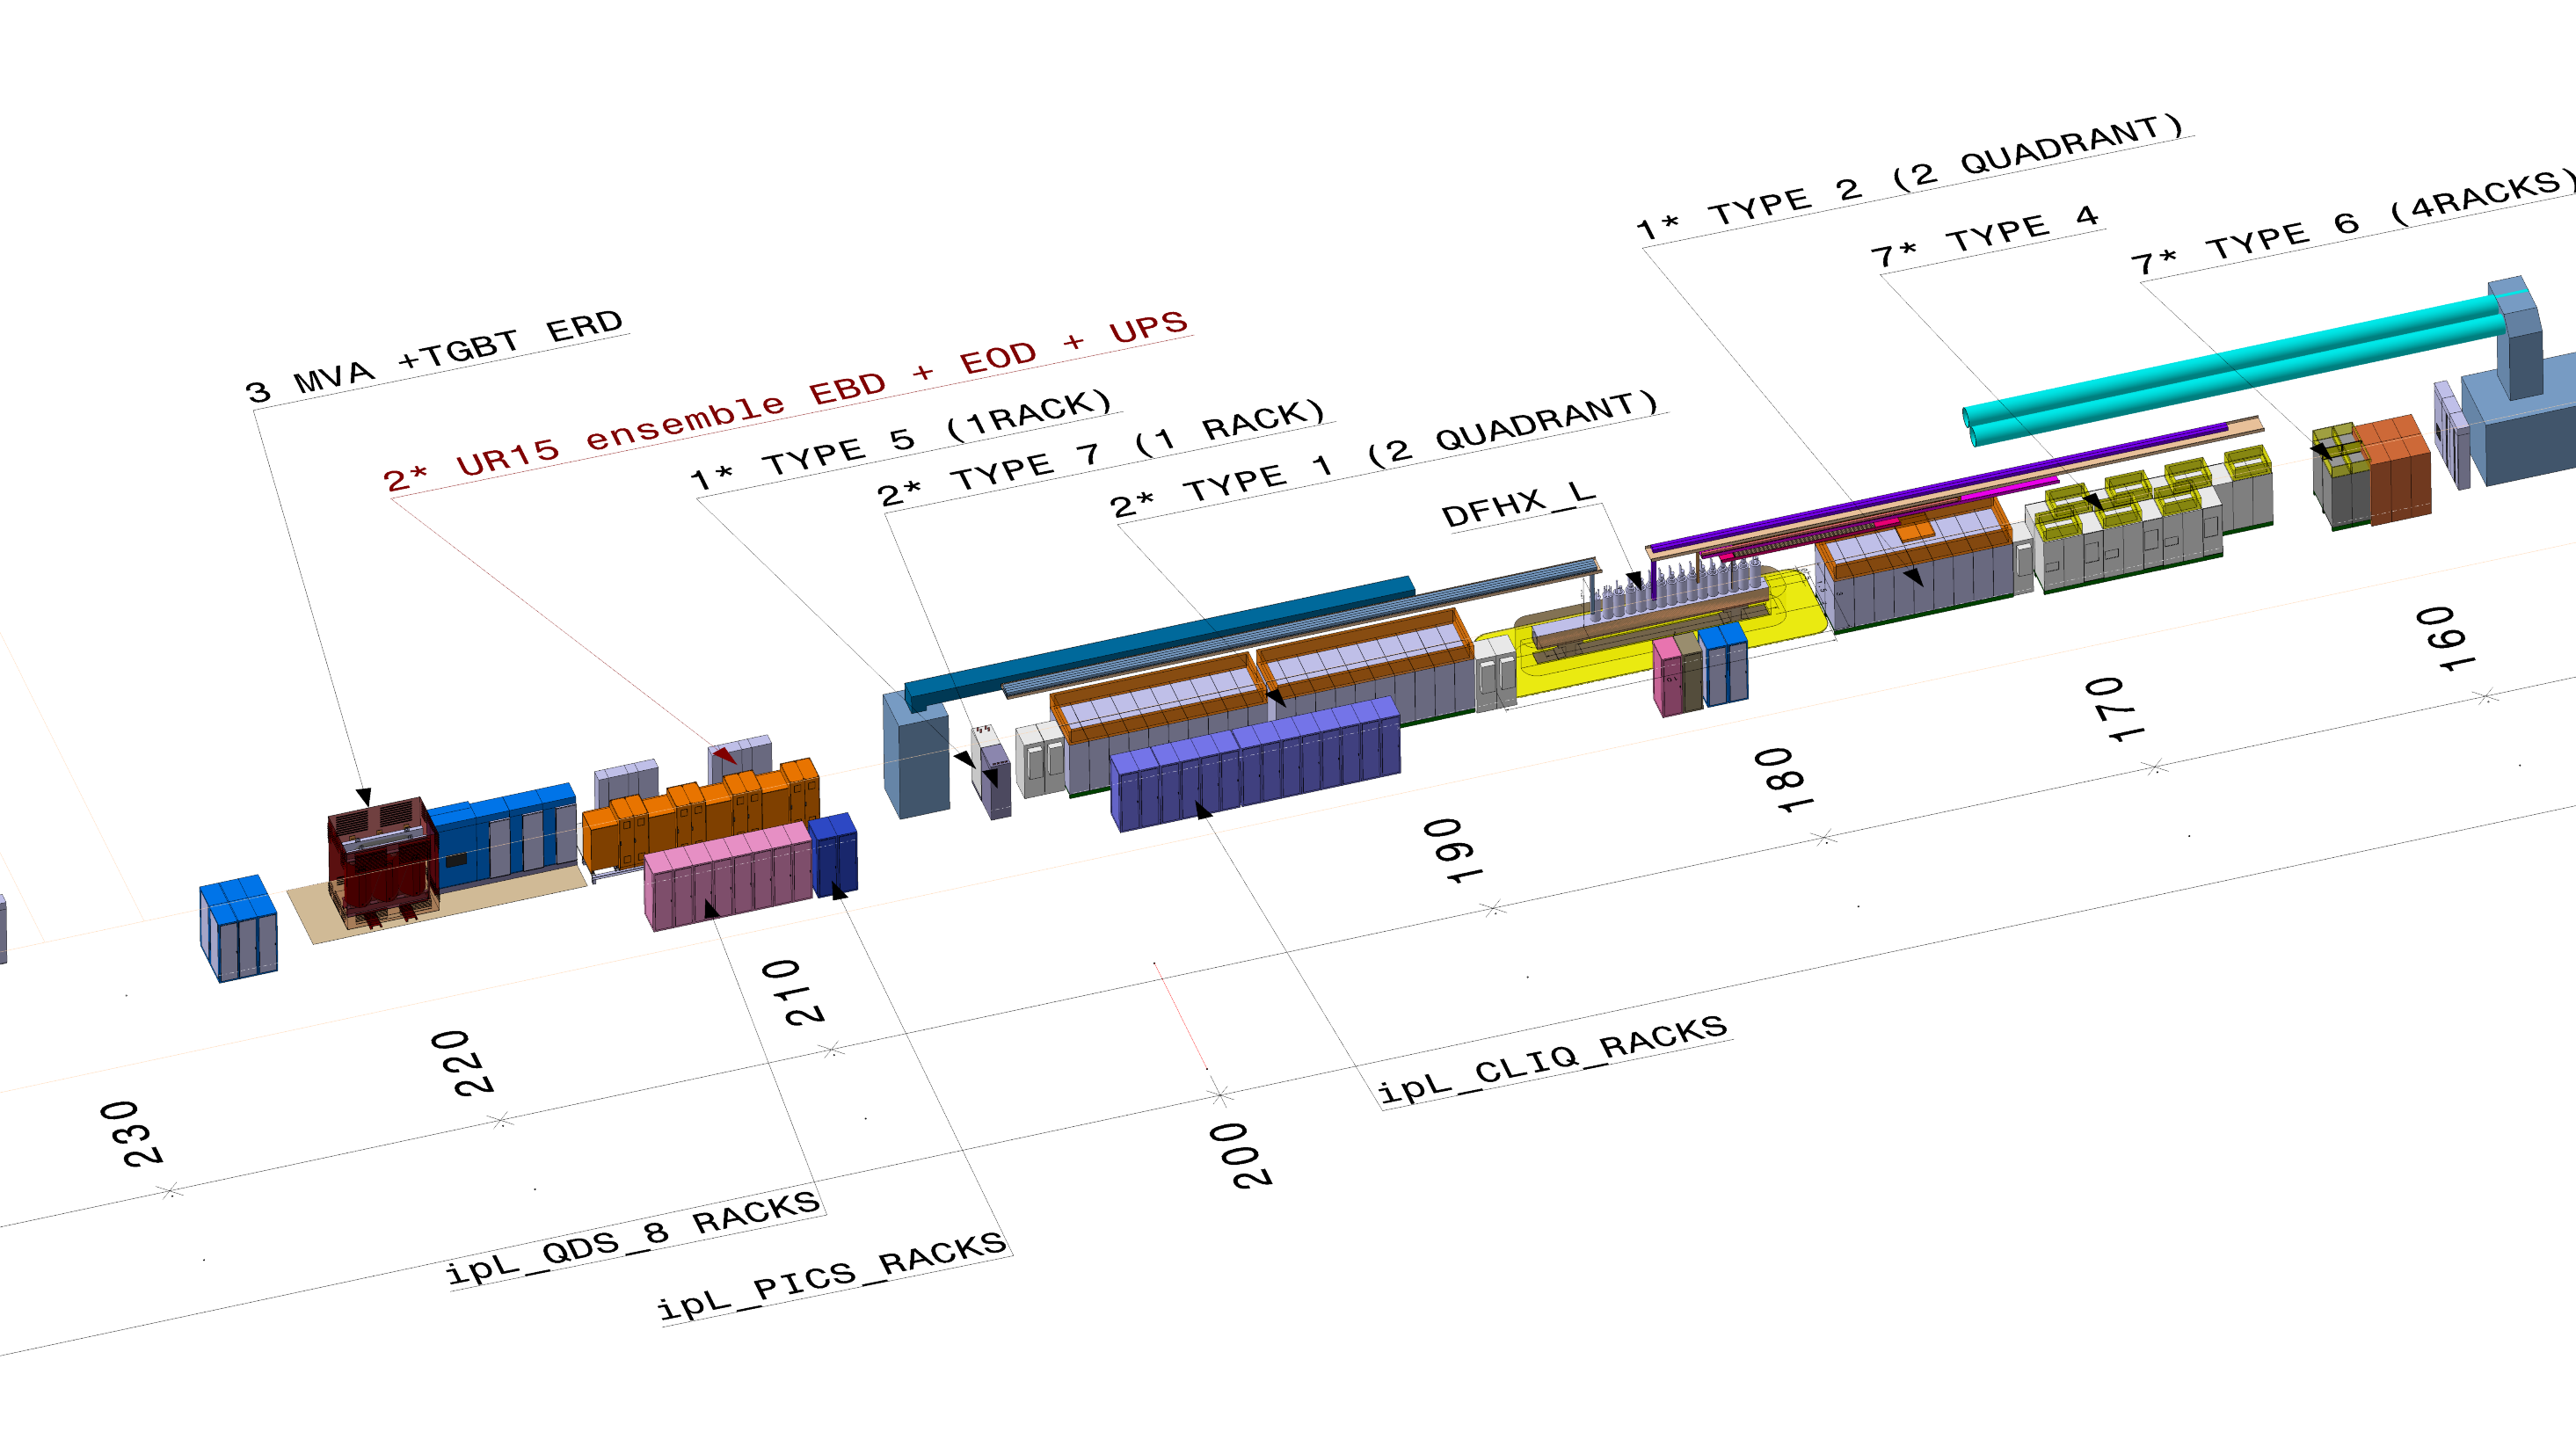 1* TYPE 2 (2 QUADRANT)
7* TYPE 4
7* TYPE 6 (4RACKS)
3 MVA +TGBT ERD
2* UR15 ensemble EBD + EOD + UPS
1* TYPE 5 (1RACK)
2* TYPE 7 (1 RACK)
2* TYPE 1 (2 QUADRANT)
DFHX_L
160
170
180
190
210
220
230
200
ipL_CLIQ_RACKS
ipL_QDS_8 RACKS
ipL_PICS_RACKS